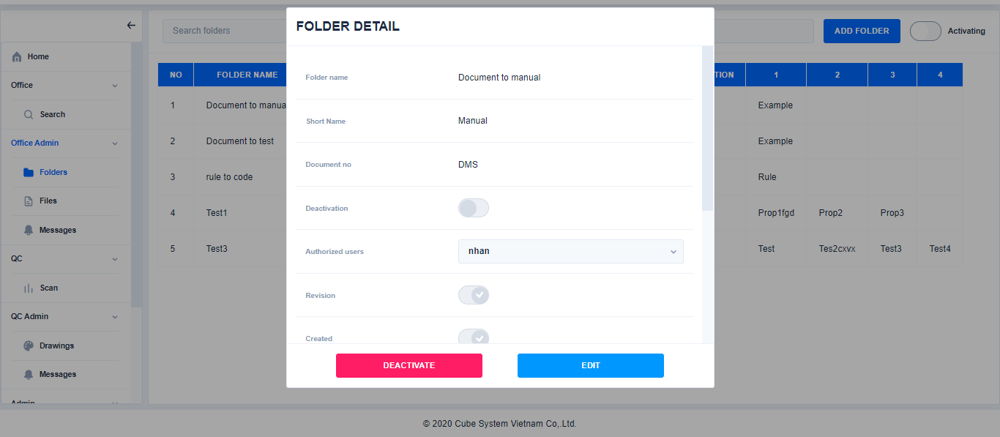 Home
Office
Search
Office Admin
Folders
Files
Messages
QC
Scan
QC Admin
Drawings
Messages
Admin
Search folders
ADD FOLDER
Activating
NO FOLDER NAME TION 1 2 3 4
1 Document to manua Example
2 Document to test Example
3 rule to code Rule
4 Test1 Prop1fgd Prop2 Prop3
5 Test3 Test Tes2cxvx Test3 Test4
FOLDER DETAIL
Folder name Document to manual
Short Name Manual
Document no DMS
Deactivation
Authorized users nhan
Revision
Created
DEACTIVATE EDIT
© 2020 Cube System Vietnam Co,.Ltd.